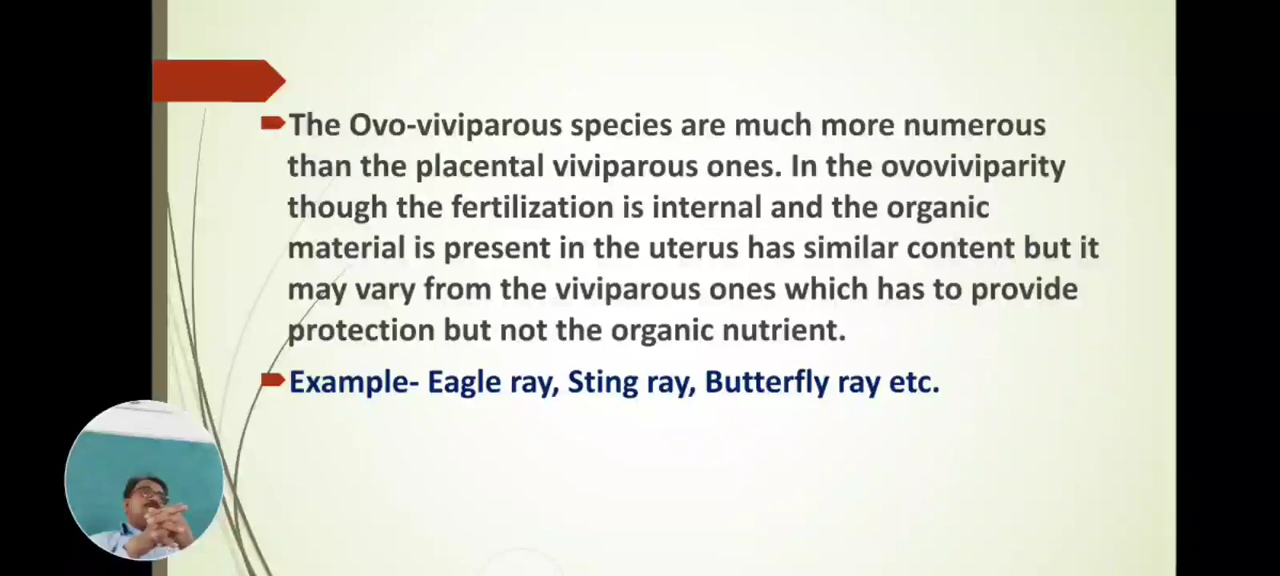 The Ovo-viviparous species are much more numerous
than the placental viviparous ones. In the ovoviviparity
though the fertilization is internal and the organic
material is present in the uterus has similar content but it
may vary from the viviparous ones which has to provide
protection but not the organic nutrient.
Example- Eagle ray, Sting ray, Butterfly ray etc.